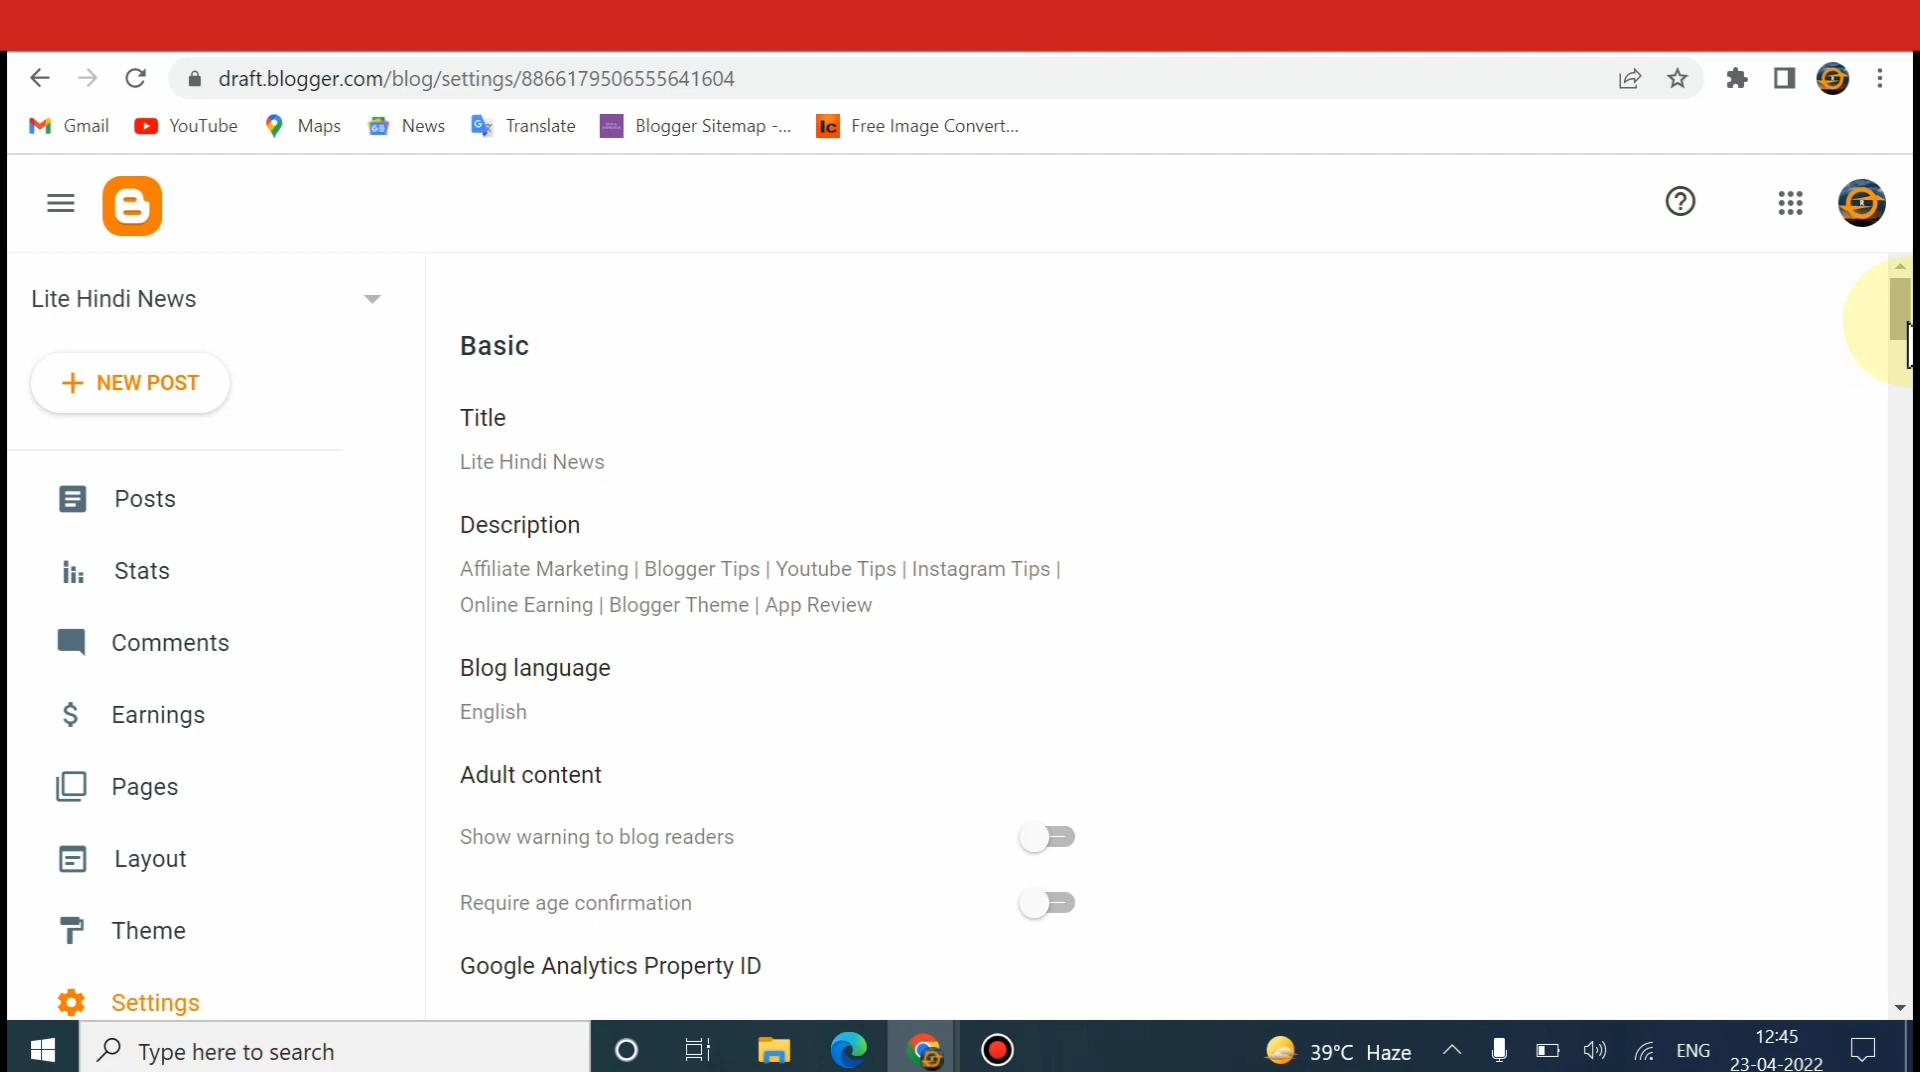 draft.blogger.com/blog/settings/8866179506555641604
Gmail YouTube Maps News Translate Blogger Sitemap -... Free Image Convert...
Lite Hindi News
NEW POST
Posts
Stats
Comments
Earnings
Pages
Layout
Theme
Settings
Basic
Title
Lite Hindi News
Description
Affiliate Marketing | Blogger Tips | Youtube Tips | Instagram Tips |
Online Earning | Blogger Theme | App Review
Blog language
English
Adult content
Show warning to blog readers
Require age confirmation
Google Analytics Property ID
Type here to search
39°C Haze
ENG
12:45
23-04-2022